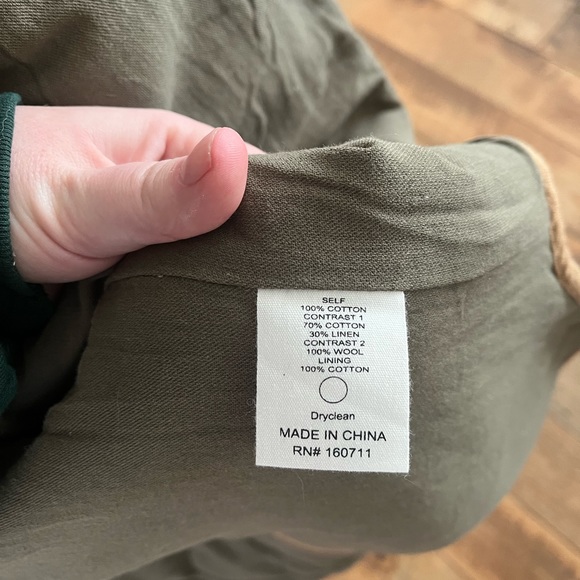 SELF
100% COTTON
CONTRAST 1
70% COTTON
30% LINEN
CONTRAST 2
100% WOOL
LINING
100% COTTON
Dryclean
MADE IN CHINA
RN# 160711